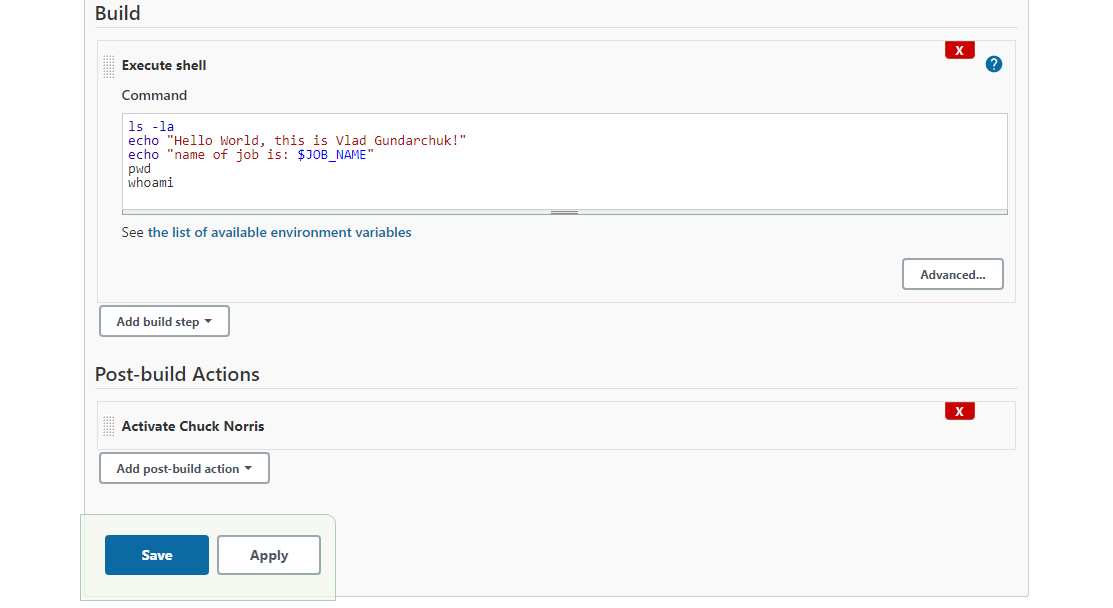 Build
X
Execute shell
?
Command
ls -la
echo "Hello World, this is Vlad Gundarchuk!"
echo "name of job is: $JOB_NAME"
pwd
whoami
See the list of available environment variables
Advanced...
Add build step
Post-build Actions
X
Activate Chuck Norris
Add post-build action
Save Apply